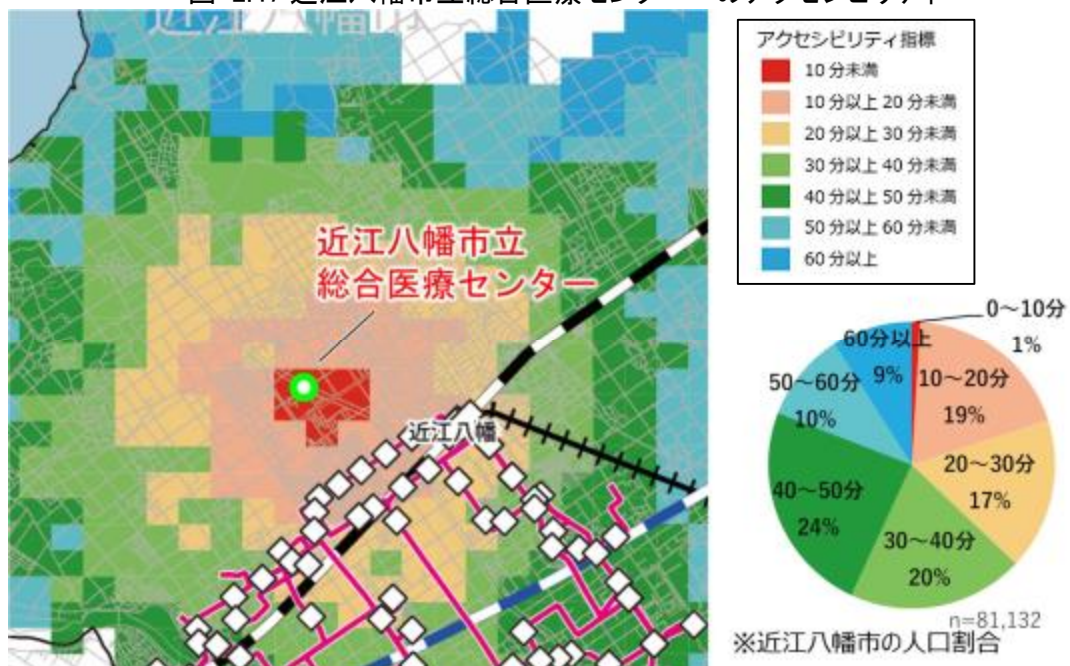 近江八幡市立総合医療センター へのアクセシビリティ
近江八幡市
近江八幡市立
総合医療センター
近江八幡
アクセシビリティ指標
10分未満
10分以上20分未満
20分以上30分未満
30分以上40分未満
40分以上50分未満
50分以上60分未満
60分以上
0～10分
1%
10～20分
19%
20～30分
17%
30～40分
20%
40～50分
24%
50～60分
10%
60分以上
9%
n=81,132
※近江八幡市の人口割合